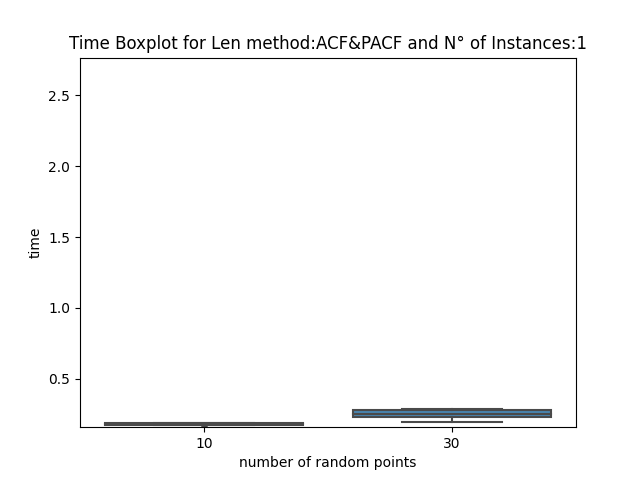 Time Boxplot for Len method:ACF&PACF and N° of Instances:1
2.5
2.0
1.5
1.0
0.5
time
10 30
number of random points